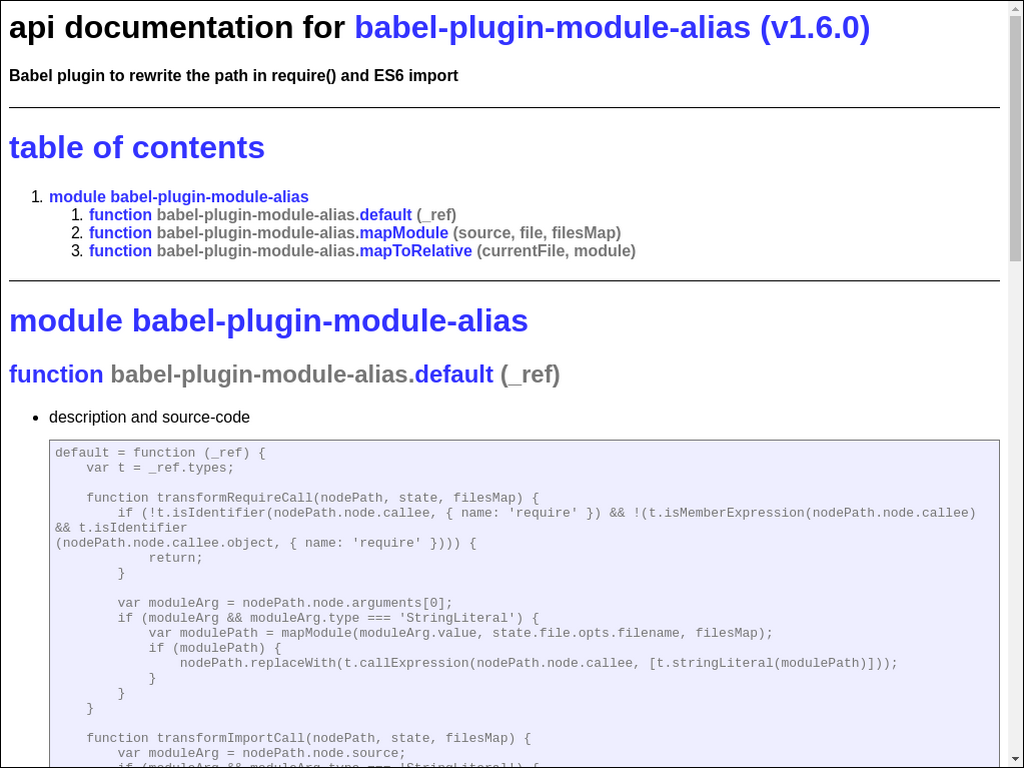 api documentation for babel-plugin-module-alias (v1.6.0)
Babel plugin to rewrite the path in require() and ES6 import
table of contents
1. module babel-plugin-module-alias
1. function babel-plugin-module-alias.default (_ref)
2. function babel-plugin-module-alias.mapModule (source, file, filesMap)
3. function babel-plugin-module-alias.mapToRelative (currentFile, module)
module babel-plugin-module-alias
function babel-plugin-module-alias.default (_ref)
• description and source-code
default = function (_ref) {
    var t = _ref.types;
    function transformRequireCall(nodePath, state, filesMap) {
        if (!t.isIdentifier(nodePath.node.callee, { name: 'require' }) && !(t.isMemberExpression(nodePath.node.callee)
&& t.isIdentifier
(nodePath.node.callee.object, { name: 'require' }))) {
            return;
        }
        var moduleArg = nodePath.node.arguments[0];
        if (moduleArg && moduleArg.type === 'StringLiteral') {
            var modulePath = mapModule(moduleArg.value, state.file.opts.filename, filesMap);
            if (modulePath) {
                nodePath.replaceWith(t.callExpression(nodePath.node.callee, [t.stringLiteral(modulePath)]));
            }
        }
    }
    function transformImportCall(nodePath, state, filesMap) {
        var moduleArg = nodePath.node.source;
        if (moduleArg && moduleArg.type === 'StringLiteral') {